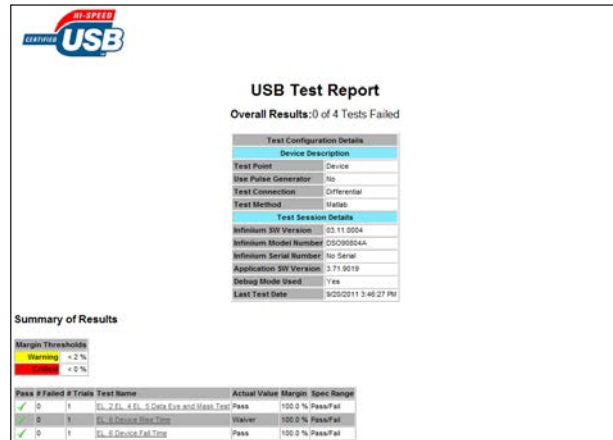 HI-SPEED
CERTIFIED USB
USB Test Report
Overall Results:0 of 4 Tests Failed
Test Configuration Details
Device Description
Test Point Device
Use Pulse Generator No
Test Connection Differential
Test Method Matlab
Test Session Details
Infiniium SW Version 03.11.0004
Infiniium Model Number DSO90804A
Infiniium Serial Number No Serial
Application SW Version 3.71.9019
Debug Mode Used Yes
Last Test Date 9/20/2011 3:46:27 PM
Summary of Results
Margin Thresholds
Warning < 2 %
Critical < 0 %
Pass # Failed # Trials Test Name Actual Value Margin Spec Range
0 1 EL_2 EL_4 EL_5 Data Eye and Mask Test Pass 100.0 % Pass/Fail
0 1 EL_6 Device Rise Time Waiver 100.0 % Pass/Fail
0 1 EL_6 Device Fall Time Pass 100.0 % Pass/Fail